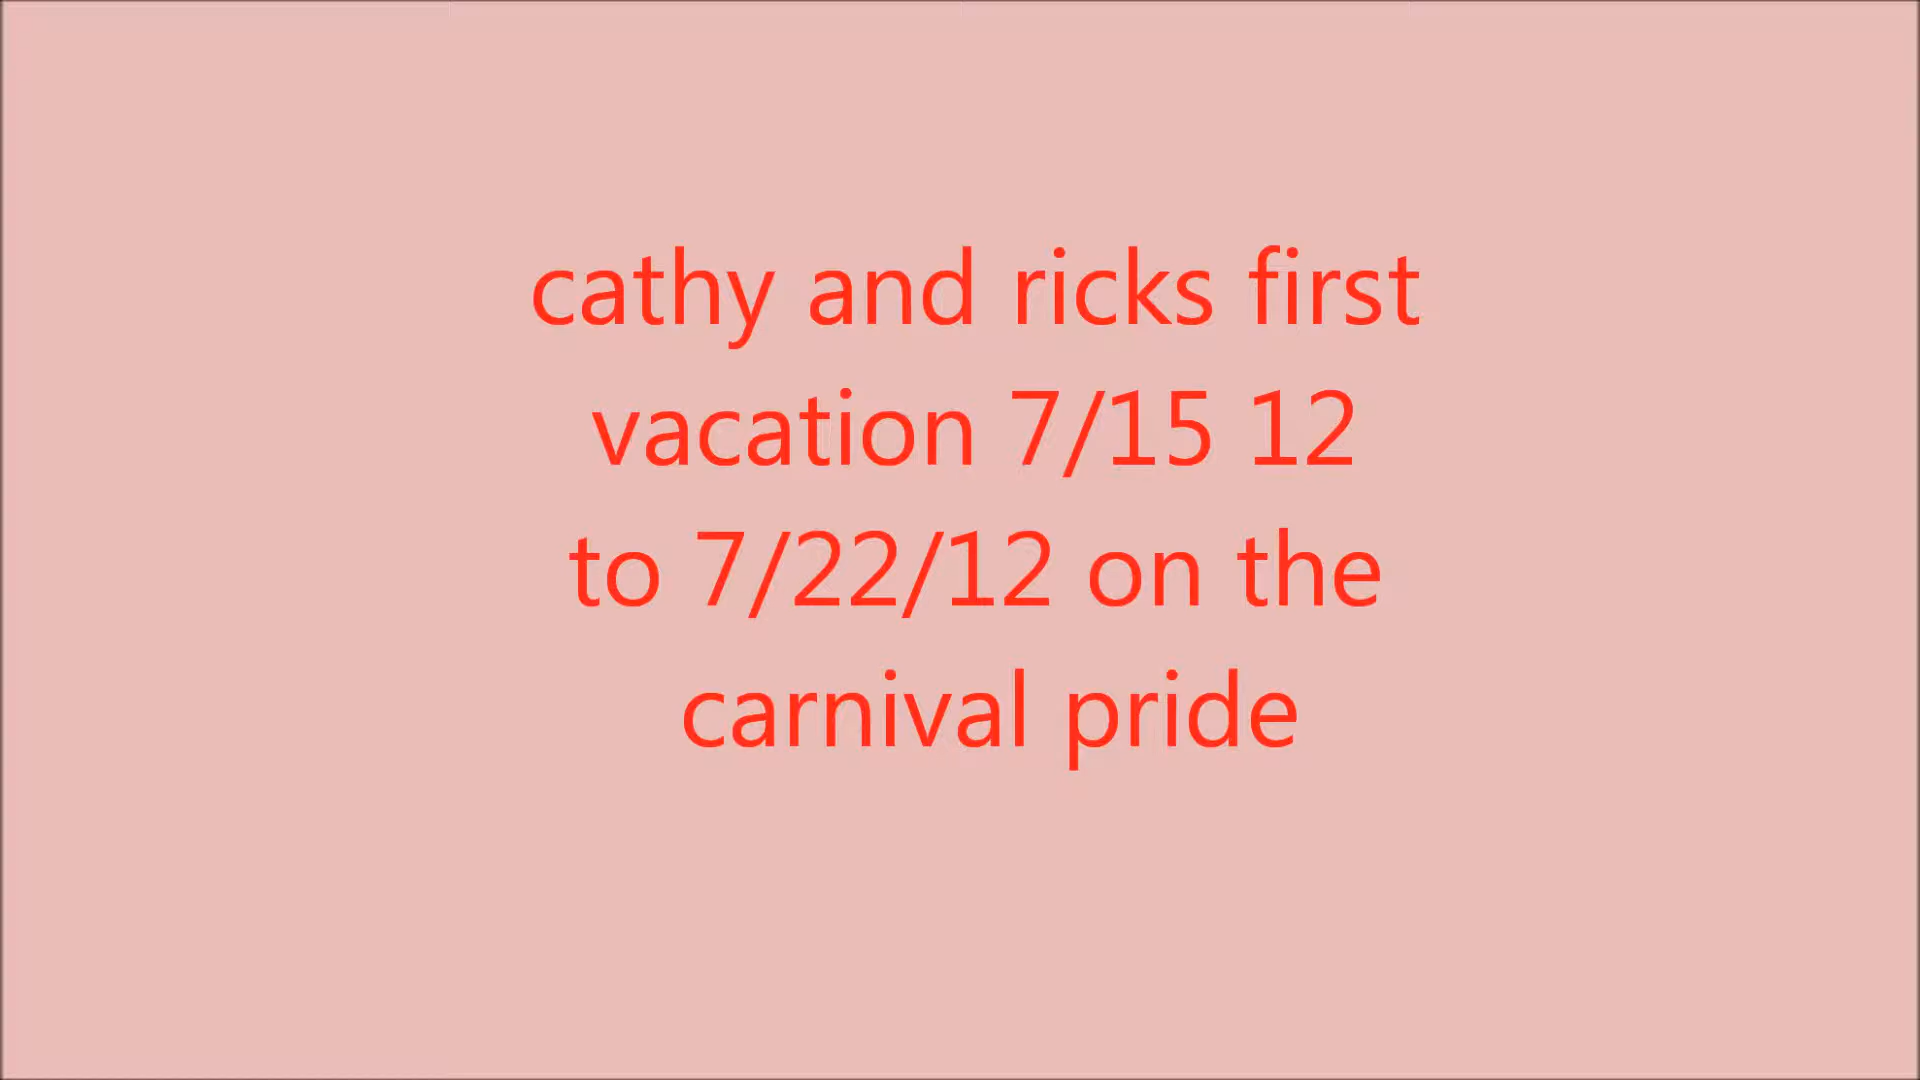 cathy and ricks first
vacation 7/15 12
to 7/22/12 on the
carnival pride